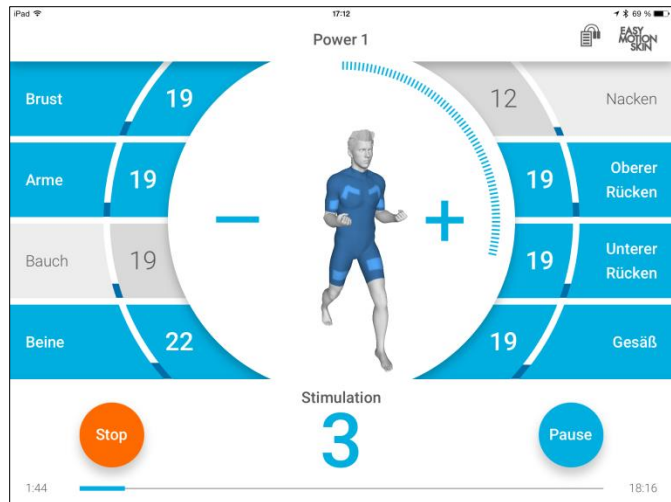 iPad 17:12 69 %
Power 1
EASY
MOTION
SKIN
Brust 19
12 Nacken
Arme 19
19 Oberer
Rücken
Bauch 19
19 Unterer
Rücken
Beine 22
19 Gesäß
Stimulation
3
Stop
Pause
1:44 18:16